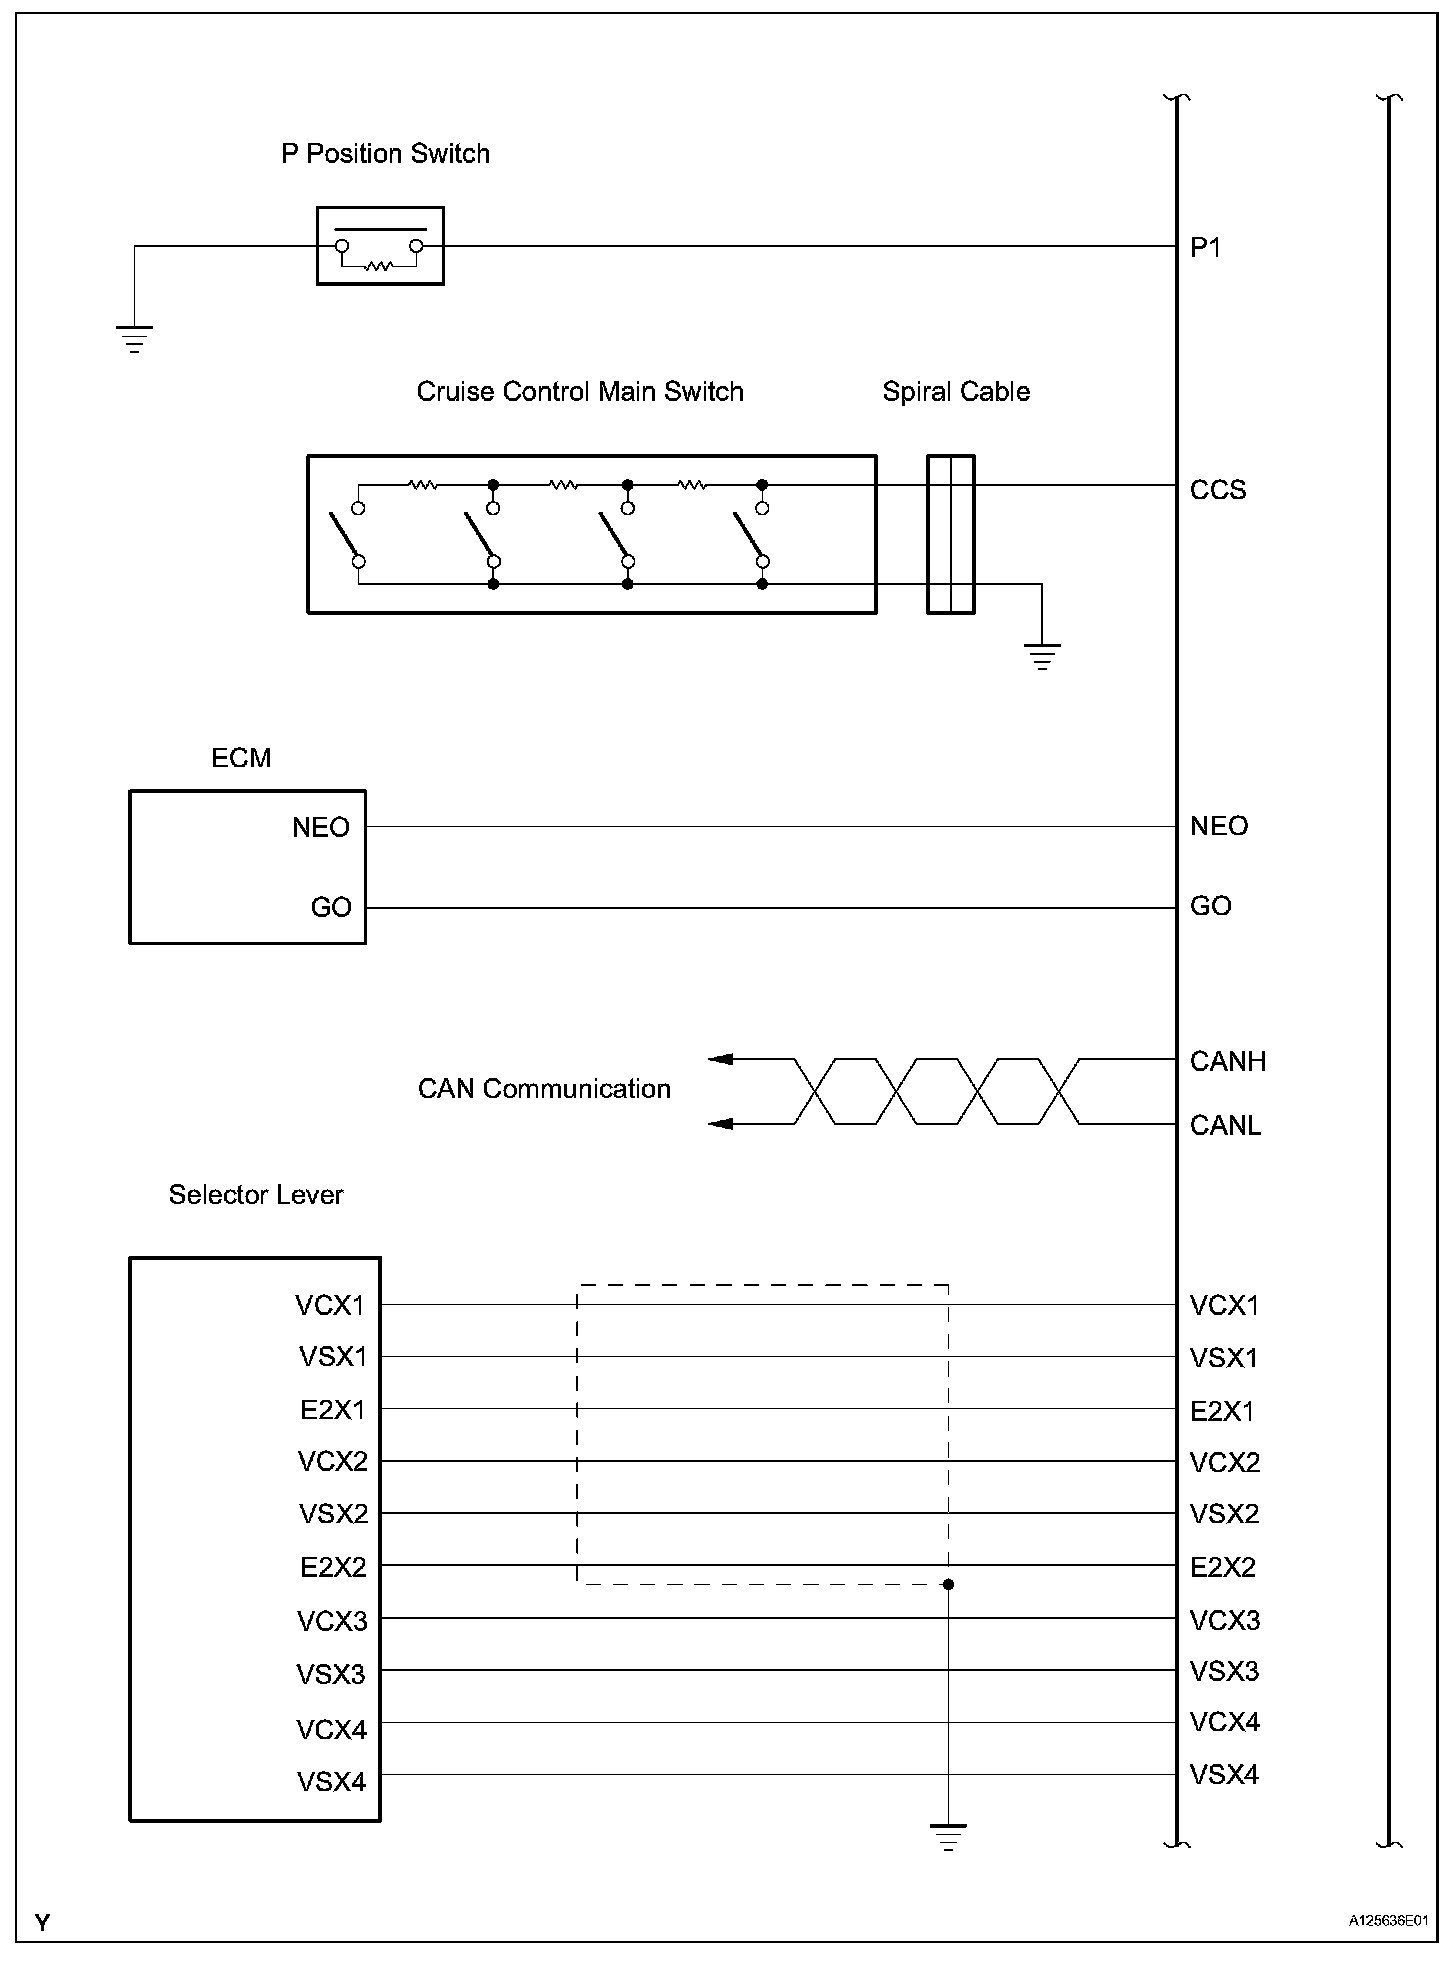 P Position Switch
P1
Cruise Control Main Switch
Spiral Cable
CCS
ECM
NEO
NEO
GO
GO
CANH
CAN Communication
CANL
Selector Lever
VCX1
VCX1
VSX1
VSX1
E2X1
E2X1
VCX2
VCX2
VSX2
VSX2
E2X2
E2X2
VCX3
VCX3
VSX3
VSX3
VCX4
VCX4
VSX4
VSX4
Y
A125636E01